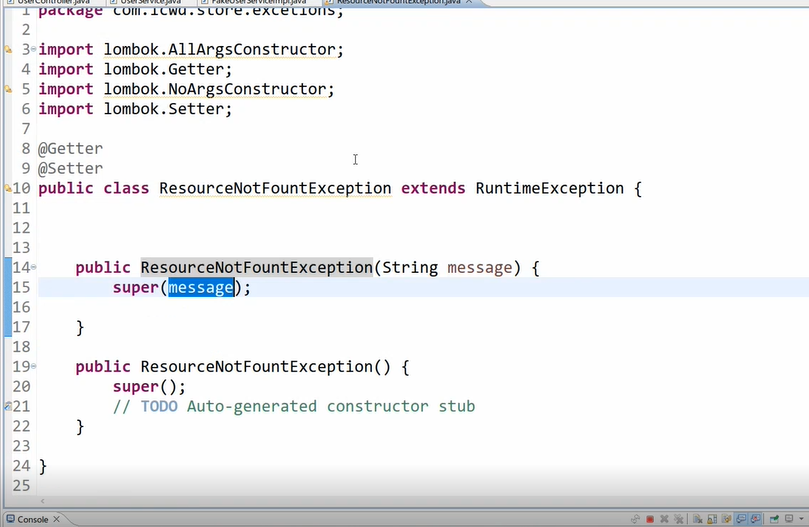 UserController.java UserService.java FakeUserServiceImpl.java ResourceNotFountException.java
1 package com.lcwd.store.excetions;
2
3 import lombok.AllArgsConstructor;
4 import lombok.Getter;
5 import lombok.NoArgsConstructor;
6 import lombok.Setter;
7
8 @Getter
9 @Setter
10 public class ResourceNotFountException extends RuntimeException {
11
12
13
14 public ResourceNotFountException(String message) {
15 super(message);
16
17 }
18
19 public ResourceNotFountException() {
20 super();
21 // TODO Auto-generated constructor stub
22 }
23
24 }
25
Console